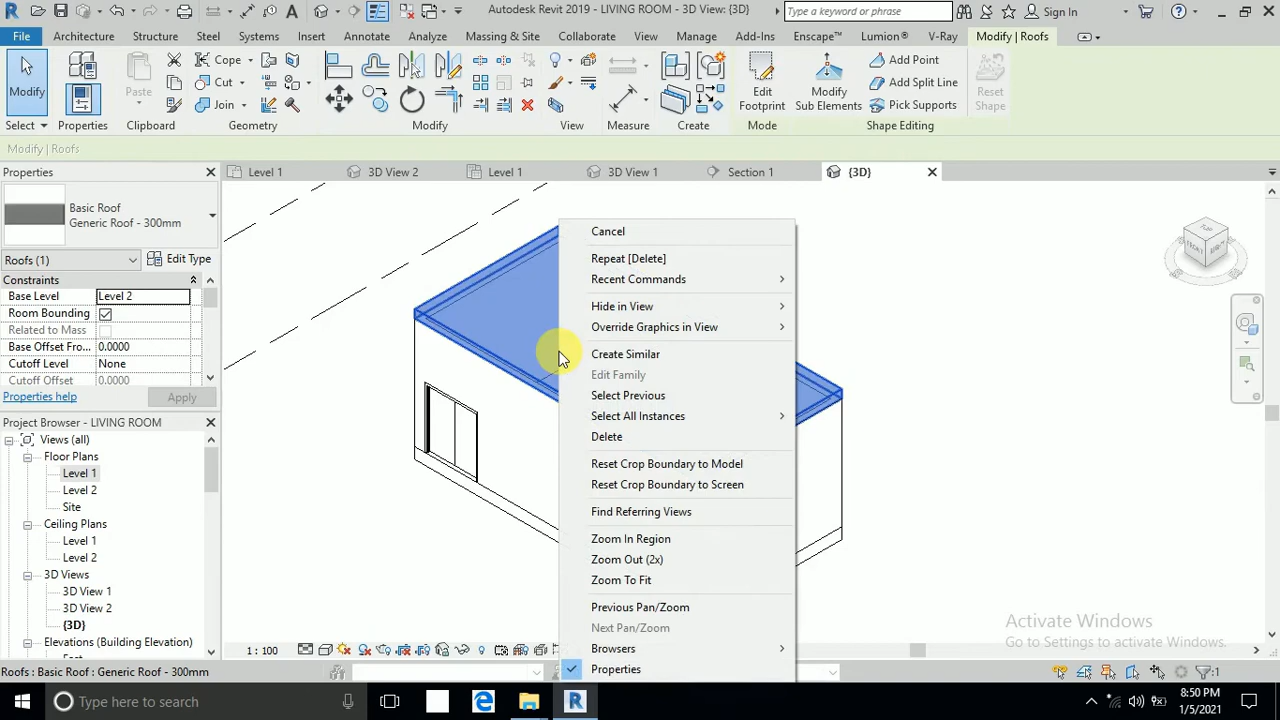 Autodesk Revit 2019 - LIVING ROOM - 3D View: {3D}
Type a keyword or phrase
Sign In
File
Architecture
Structure
Steel
Systems
Insert
Annotate
Analyze
Massing & Site
Collaborate
View
Manage
Add-Ins
Enscape™
Lumion®
V-Ray
Modify | Roofs
Modify
Select
Properties
Paste
Cope
Cut
Join
Clipboard
Geometry
Modify
View
Measure
Create
Edit
Footprint
Mode
Modify
Sub Elements
Add Point
Add Split Line
Pick Supports
Reset
Shape
Shape Editing
Modify | Roofs
Properties
Level 1
3D View 2
Level 1
3D View 1
Section 1
{3D}
Basic Roof
Generic Roof - 300mm
Roofs (1)
Edit Type
Constraints
Base Level
Level 2
Room Bounding
Related to Mass
Base Offset Fro...
0.0000
Cutoff Level
None
Cutoff Offset
0.0000
Properties help
Apply
Project Browser - LIVING ROOM
Views (all)
Floor Plans
Level 1
Level 2
Site
Ceiling Plans
Level 1
Level 2
3D Views
3D View 1
3D View 2
{3D}
Elevations (Building Elevation)
Cancel
Repeat [Delete]
Recent Commands
Hide in View
Override Graphics in View
Create Similar
Edit Family
Select Previous
Select All Instances
Delete
Reset Crop Boundary to Model
Reset Crop Boundary to Screen
Find Referring Views
Zoom In Region
Zoom Out (2x)
Zoom To Fit
Previous Pan/Zoom
Next Pan/Zoom
Browsers
Properties
TOP
FRONT
Activate Windows
Go to Settings to activate Windows.
1 : 100
Roofs : Basic Roof : Generic Roof - 300mm
:1
Type here to search
8:50 PM
1/5/2021